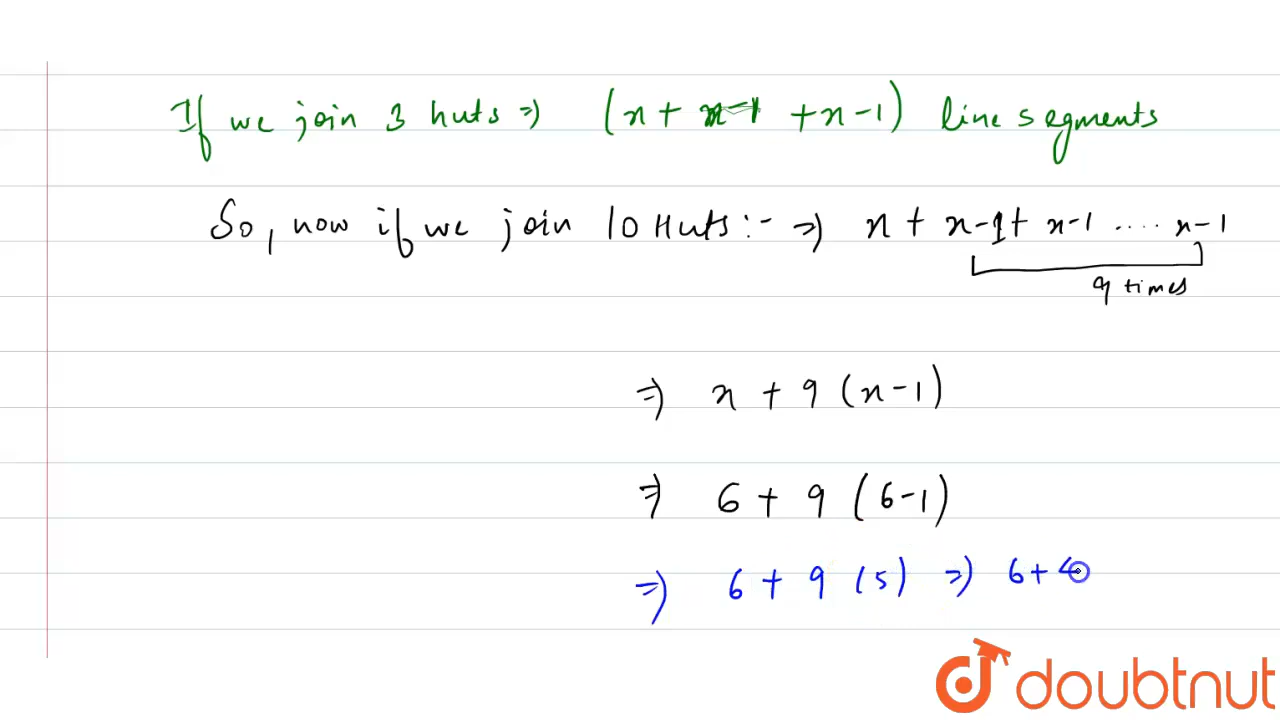 If we join 3 huts ⇒ (x + x-1 + x-1) line segments
So, now if we join 10 Huts :- ⇒ x + x-1 + x-1 ..... x-1
9 times
⇒ x + 9 (x-1)
⇒ 6 + 9 (6-1)
⇒ 6 + 9 (5) ⇒ 6+4
doubtnut